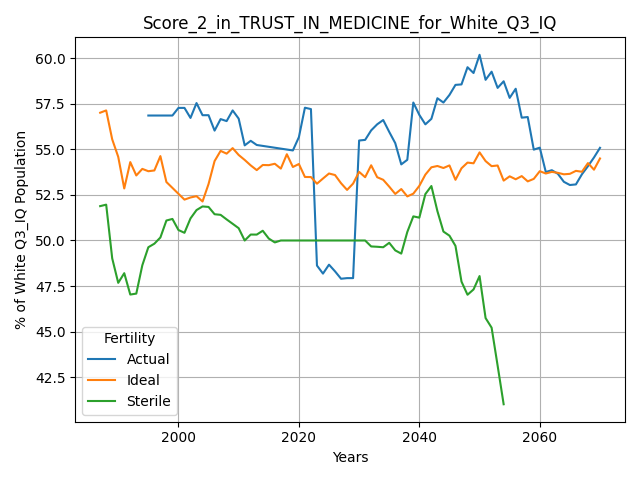 Score_2_in_TRUST_IN_MEDICINE_for_White_Q3_IQ
% of White Q3_IQ Population
60.0
57.5
55.0
52.5
50.0
47.5
45.0
42.5
Fertility
Actual
Ideal
Sterile
2000 2020 2040 2060
Years